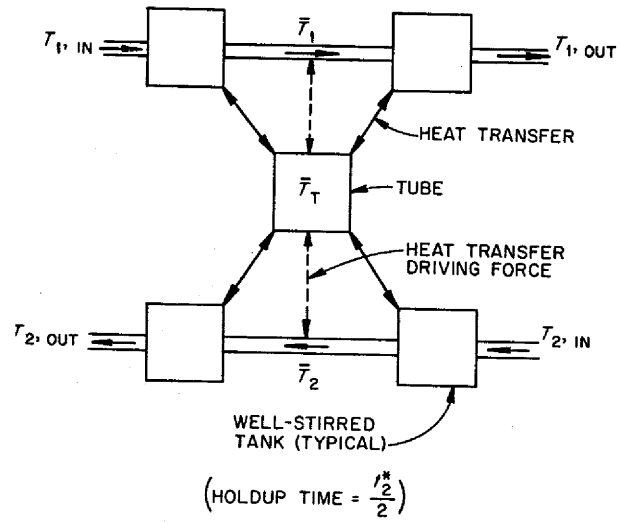 T̄₁
T₁, IN
T₁, OUT
HEAT TRANSFER
T̄_T
TUBE
HEAT TRANSFER
DRIVING FORCE
T₂, OUT
T₂, IN
T̄₂
WELL-STIRRED
TANK (TYPICAL)
(HOLDUP TIME = t₂*/2)